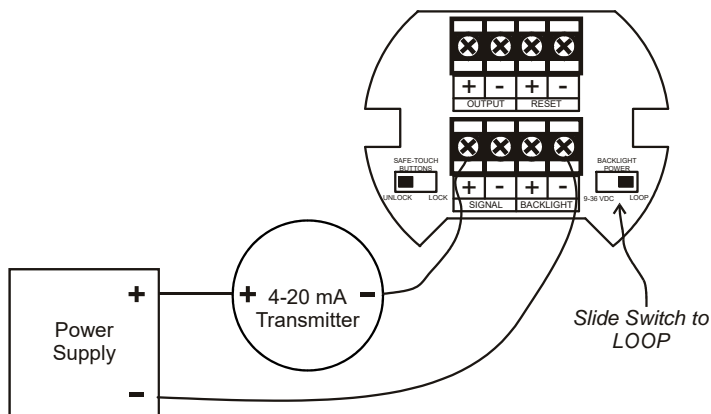 + - + -
OUTPUT RESET
SAFE-TOUCH
BUTTONS
UNLOCK LOCK
+ - + -
SIGNAL BACKLIGHT
BACKLIGHT
POWER
9-36 VDC LOOP
Power
Supply
+
-
+ 4-20 mA -
Transmitter
Slide Switch to
LOOP